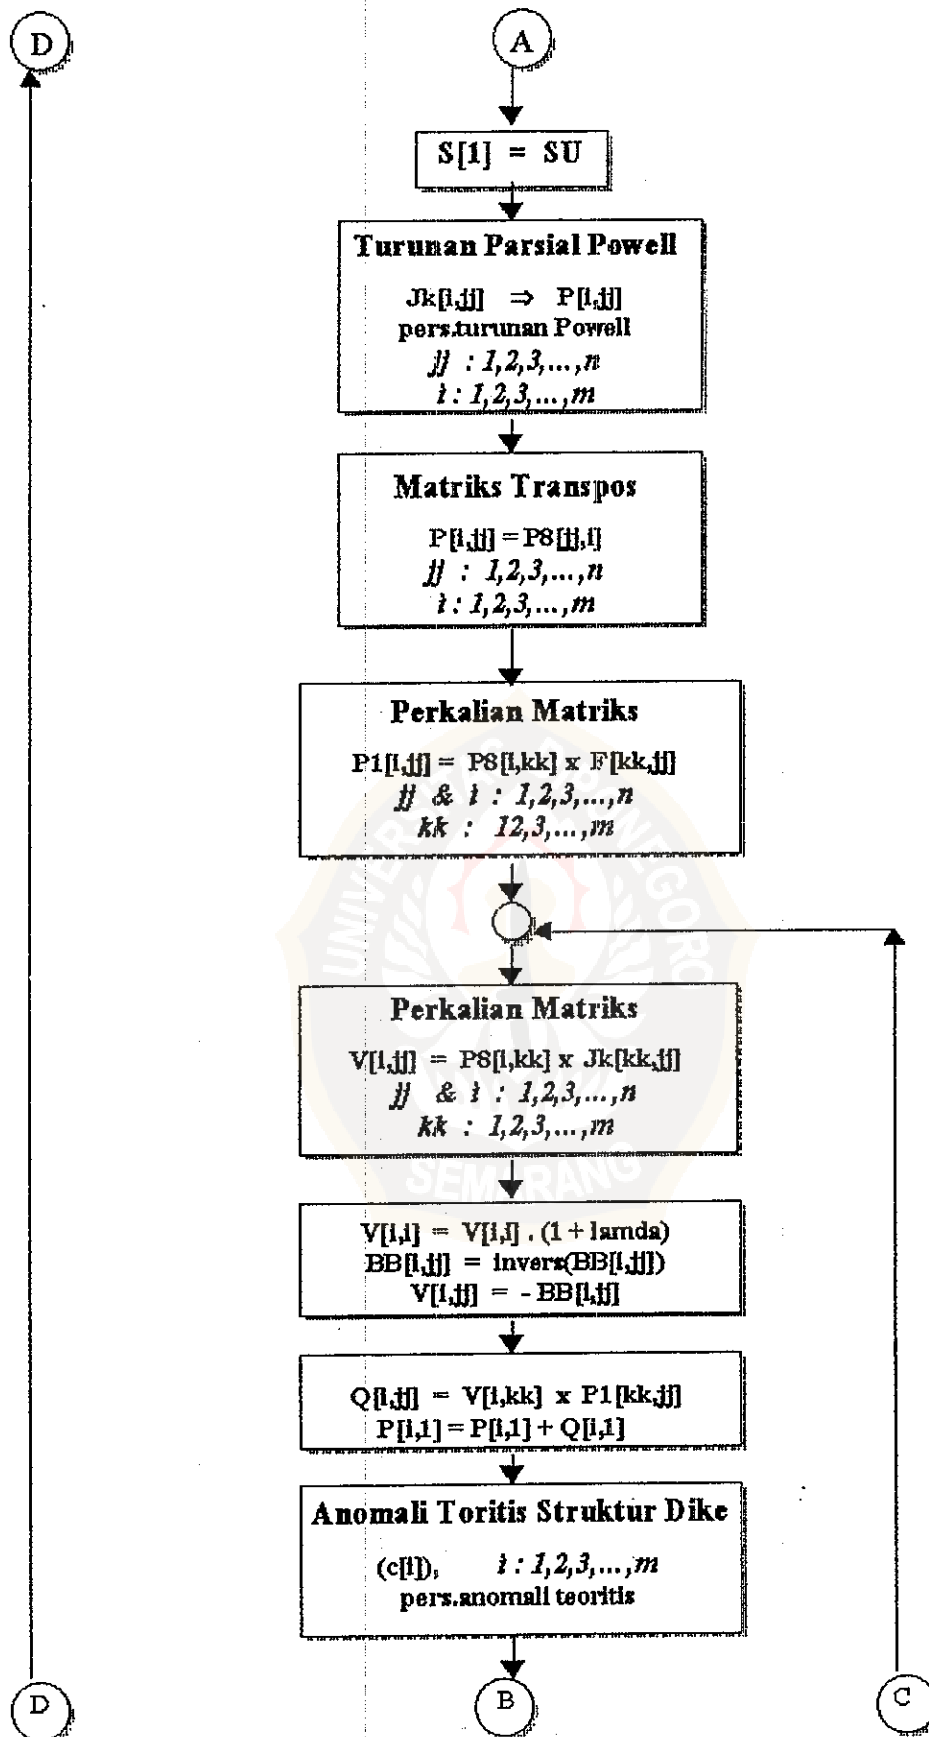 D
A
S[1] = SU
Turunan Parsial Powell
Jk[i,jj] ⇒ P[i,jj]
pers.turunan Powell
jj : 1,2,3,...,n
i : 1,2,3,...,m
Matriks Transpos
P[i,jj] = P8[jj,i]
jj : 1,2,3,...,n
i : 1,2,3,...,m
Perkalian Matriks
P1[i,jj] = P8[i,kk] x F[kk,jj]
jj & i : 1,2,3,...,n
kk : 12,3,...,m
Perkalian Matriks
V[i,jj] = P8[i,kk] x Jk[kk,jj]
jj & i : 1,2,3,...,n
kk : 1,2,3,...,m
V[i,i] = V[i,i] . (1 + lamda)
BB[i,jj] = invers(BB[i,jj])
V[i,jj] = - BB[i,jj]
Q[i,jj] = V[i,kk] x P1[kk,jj]
P[i,1] = P[i,1] + Q[i,1]
Anomali Toritis Struktur Dike
(c[i]), i : 1,2,3,...,m
pers.anomali teoritis
D
B
C
UNIVERSITAS DIPONEGORO
SEMARANG